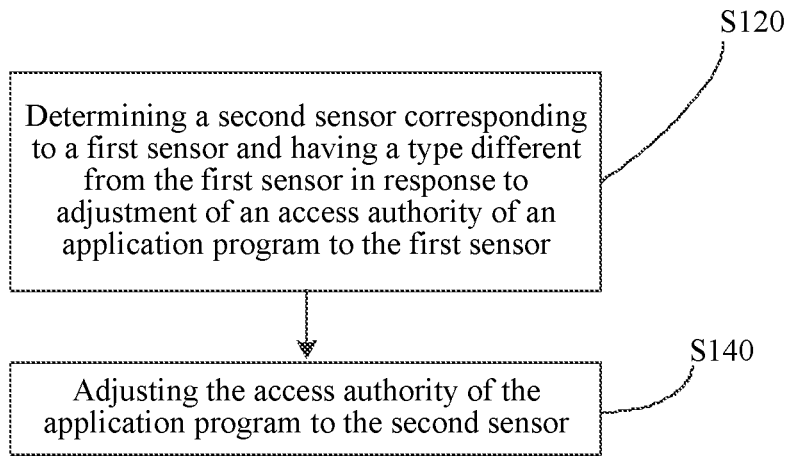 S120
Determining a second sensor corresponding
to a first sensor and having a type different
from the first sensor in response to
adjustment of an access authority of an
application program to the first sensor
S140
Adjusting the access authority of the
application program to the second sensor